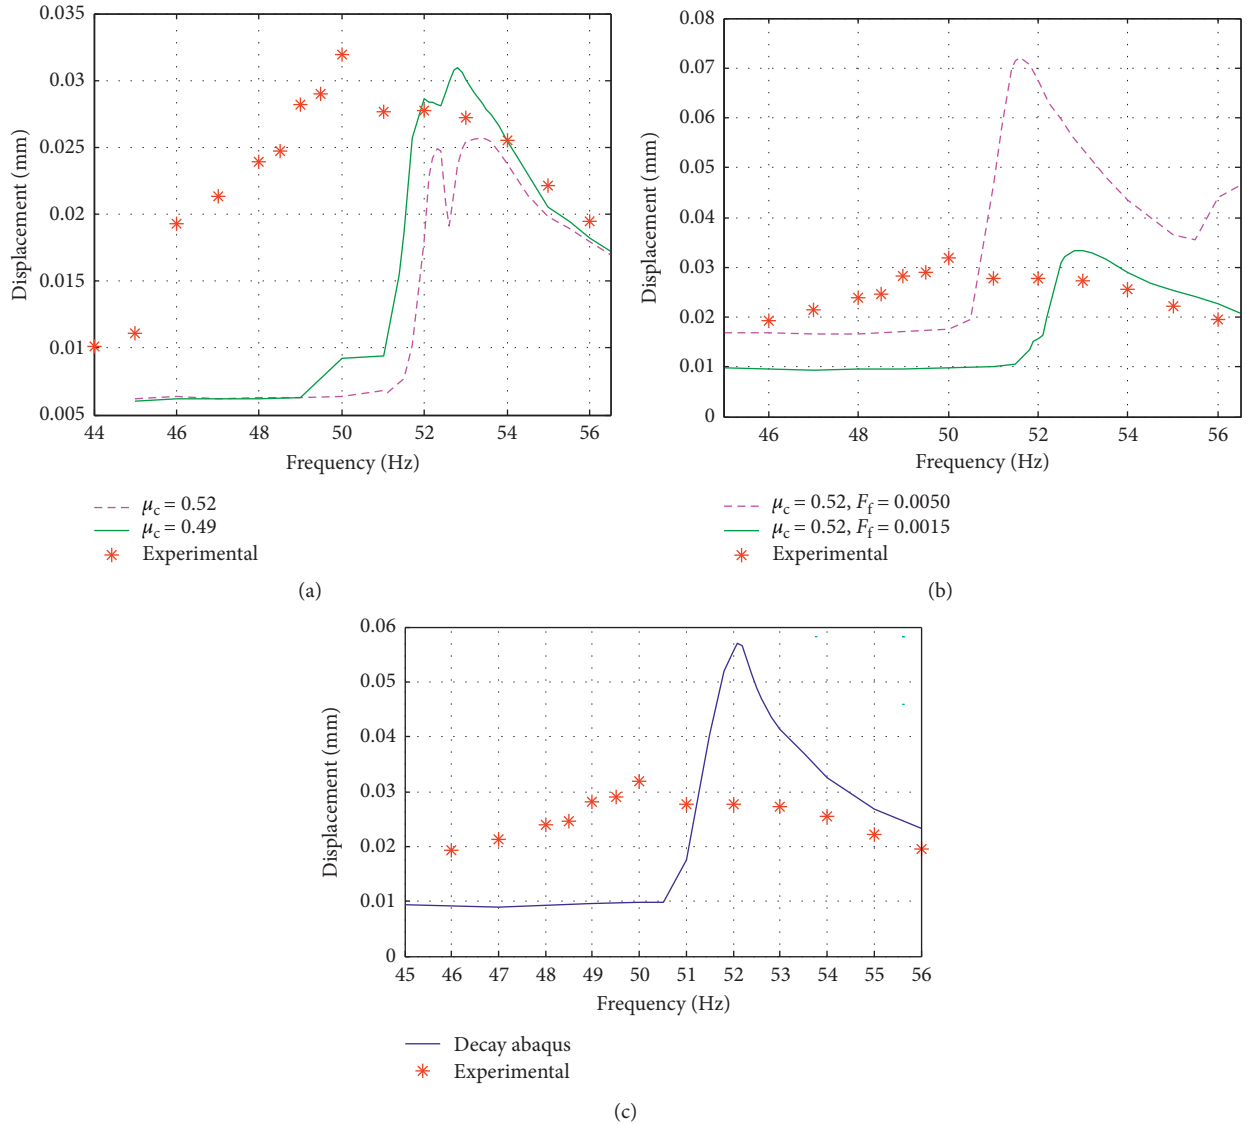 0.035
0.03
0.025
0.02
0.015
0.01
0.005
Displacement (mm)
44 46 48 50 52 54 56
Frequency (Hz)
μc = 0.52
μc = 0.49
Experimental
(a)
0.08
0.07
0.06
0.05
0.04
0.03
0.02
0.01
0
Displacement (mm)
46 48 50 52 54 56
Frequency (Hz)
μc = 0.52, Ff = 0.0050
μc = 0.52, Ff = 0.0015
Experimental
(b)
0.06
0.05
0.04
0.03
0.02
0.01
0
Displacement (mm)
45 46 47 48 49 50 51 52 53 54 55 56
Frequency (Hz)
Decay abaqus
Experimental
(c)